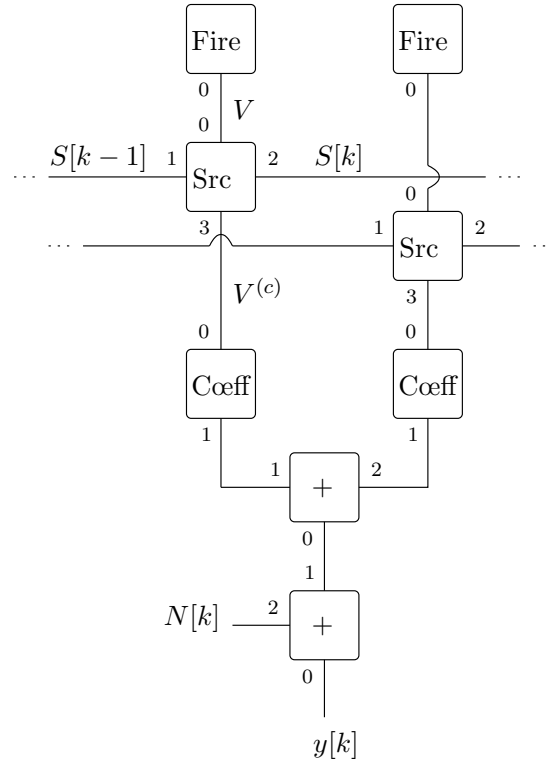 Fire Fire
0 0
V
0
S[k − 1] 1 2 S[k]
··· Src ···
0
3 1 2
··· Src ···
V^(c) 3
0 0
Cœff Cœff
1 1
1 2
+
0
1
N[k] 2
+
0
y[k]